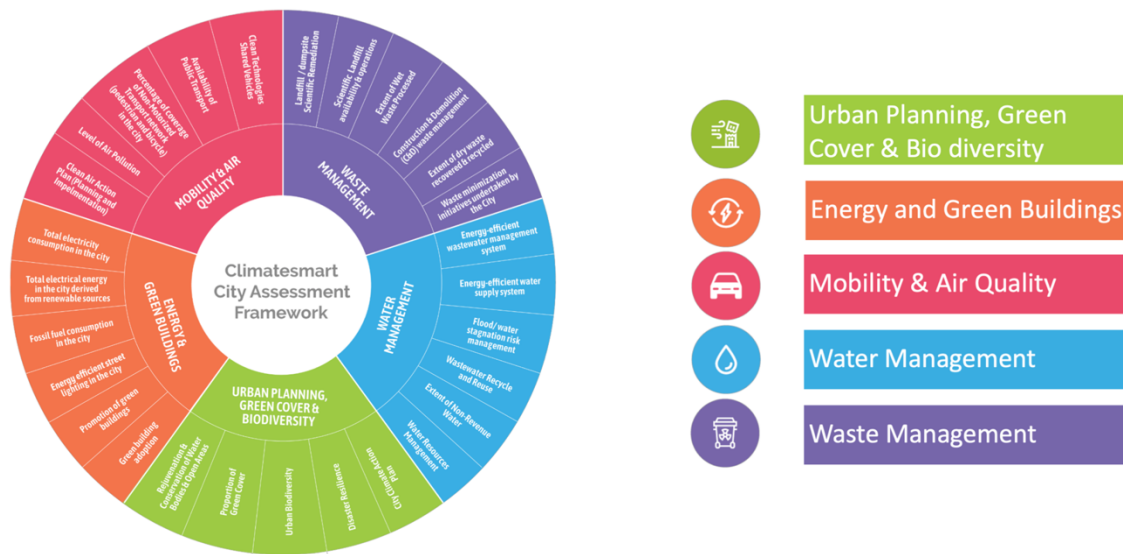 Climatesmart
City Assessment
Framework
WASTE
MANAGEMENT
Landfill / dumpsite
Scientific Remediation
Scientific Landfill
availability & operations
Extent of Wet
Waste Processed
Construction & Demolition
(C&D) waste management
Extent of dry waste
recovered & recycled
Waste minimization
initiatives undertaken by
the City
WATER
MANAGEMENT
Energy-efficient
wastewater management
system
Energy-efficient water
supply system
Flood/ water
stagnation risk
management
Wastewater Recycle
and Reuse
Extent of Non-Revenue
Water
Water Resources
Management
URBAN PLANNING,
GREEN COVER &
BIODIVERSITY
City Climate Action
Plan
Disaster Resilience
Urban Biodiversity
Proportion of
Green Cover
Rejuvenation &
Conservation of Water
Bodies & Open Areas
ENERGY &
GREEN BUILDINGS
Green building
adoption
Promotion of green
buildings
Energy efficient street
lighting in the city
Fossil fuel consumption
in the city
Total electrical energy
in the city derived
from renewable sources
Total electricity
consumption in the city
MOBILITY & AIR
QUALITY
Clean Air Action
Plan (Planning and
Impelmentation)
Level of Air Pollution
Percentage of coverage
of Non-Motorized
Transport network
(pedestrian and bicycle)
in the city
Availability of
Public Transport
Clean Technologies
Shared Vehicles
Urban Planning, Green
Cover & Bio diversity
Energy and Green Buildings
Mobility & Air Quality
Water Management
Waste Management